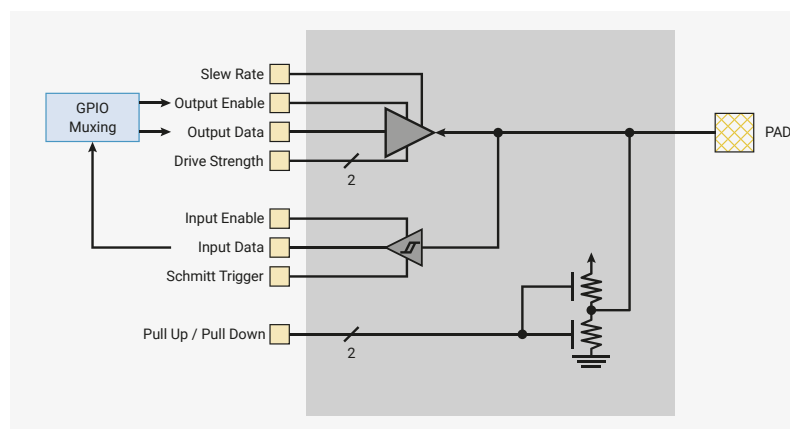 Slew Rate
GPIO
Muxing
Output Enable
Output Data
PAD
Drive Strength
2
Input Enable
Input Data
Schmitt Trigger
Pull Up / Pull Down
2